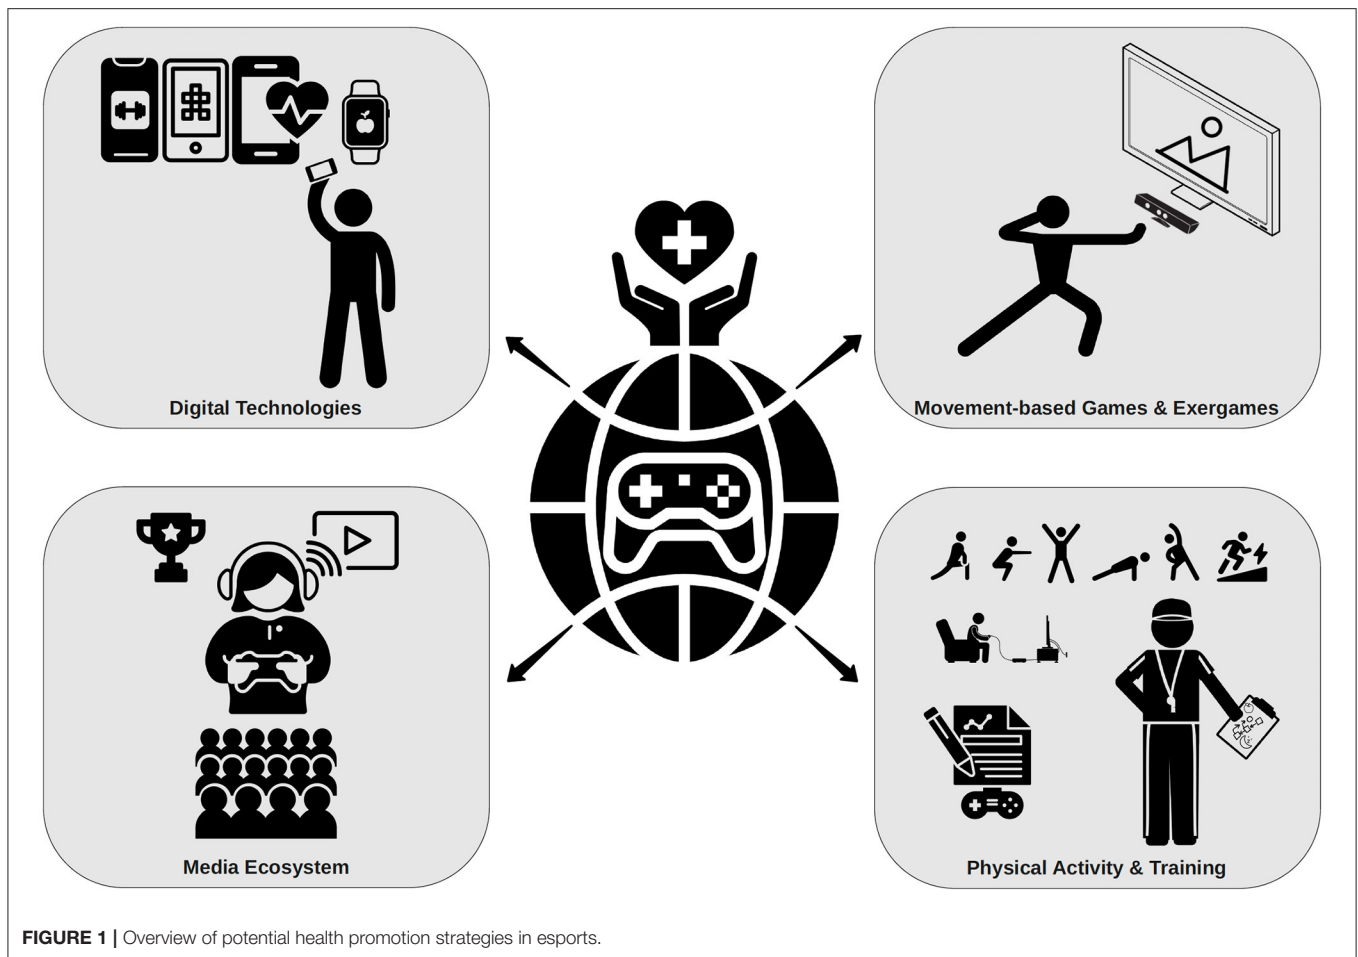 Digital Technologies
Movement-based Games & Exergames
Media Ecosystem
Physical Activity & Training
FIGURE 1 | Overview of potential health promotion strategies in esports.